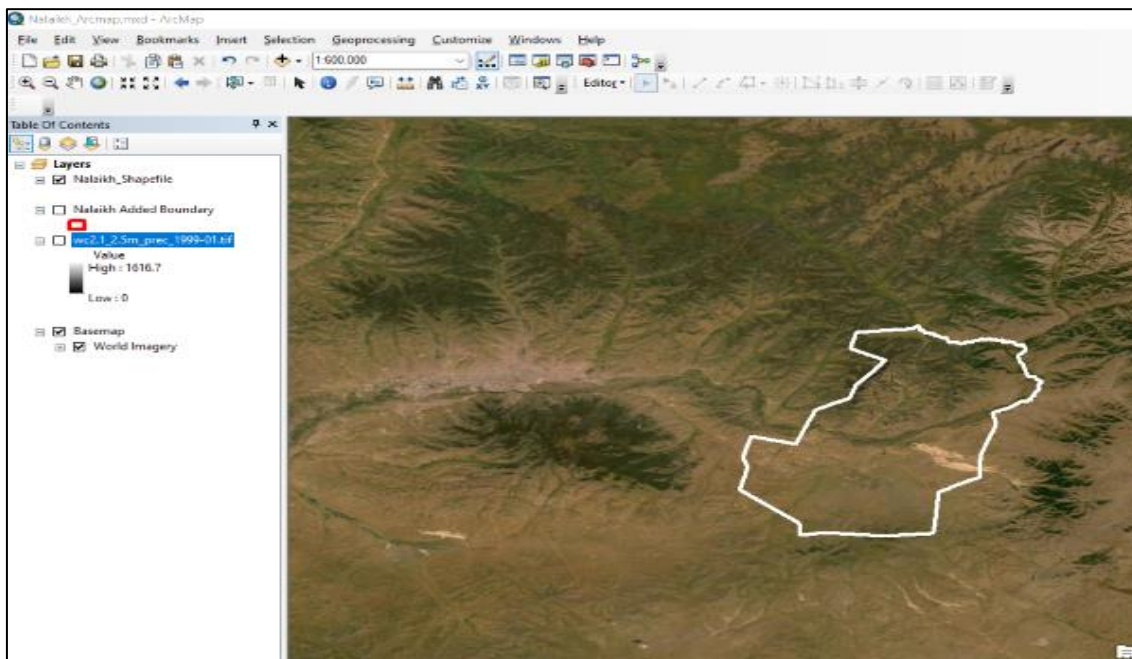 Nalaikh_Arcmap.mxd - ArcMap
File Edit View Bookmarks Insert Selection Geoprocessing Customize Windows Help
1:600,000
Editor
Table Of Contents
Layers
Nalaikh_Shapefile
Nalaikh Added Boundary
wc2.1_2.5m_prec_1999-01.tif
Value
High : 1616.7
Low : 0
Basemap
World Imagery